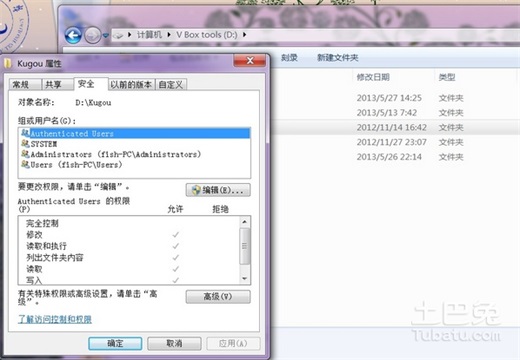 计算机 ▸ V Box tools (D:) ▸
刻录 新建文件夹
修改日期 类型
2013/5/27 14:25 文件夹
2013/5/13 7:42 文件夹
2012/11/14 16:42 文件夹
2012/11/27 23:07 文件夹
2013/5/26 22:14 文件夹
Kugou 属性
常规 共享 安全 以前的版本 自定义
对象名称: D:\Kugou
组或用户名(G):
Authenticated Users
SYSTEM
Administrators (fish-PC\Administrators)
Users (fish-PC\Users)
要更改权限，请单击“编辑”。
编辑(E)...
Authenticated Users 的权限
(P) 允许 拒绝
完全控制
修改
读取和执行
列出文件夹内容
读取
写入
有关特殊权限或高级设置，请单击“高
级”。
高级(V)
了解访问控制和权限
确定 取消 应用(A)
土巴兔
Tubatu.com